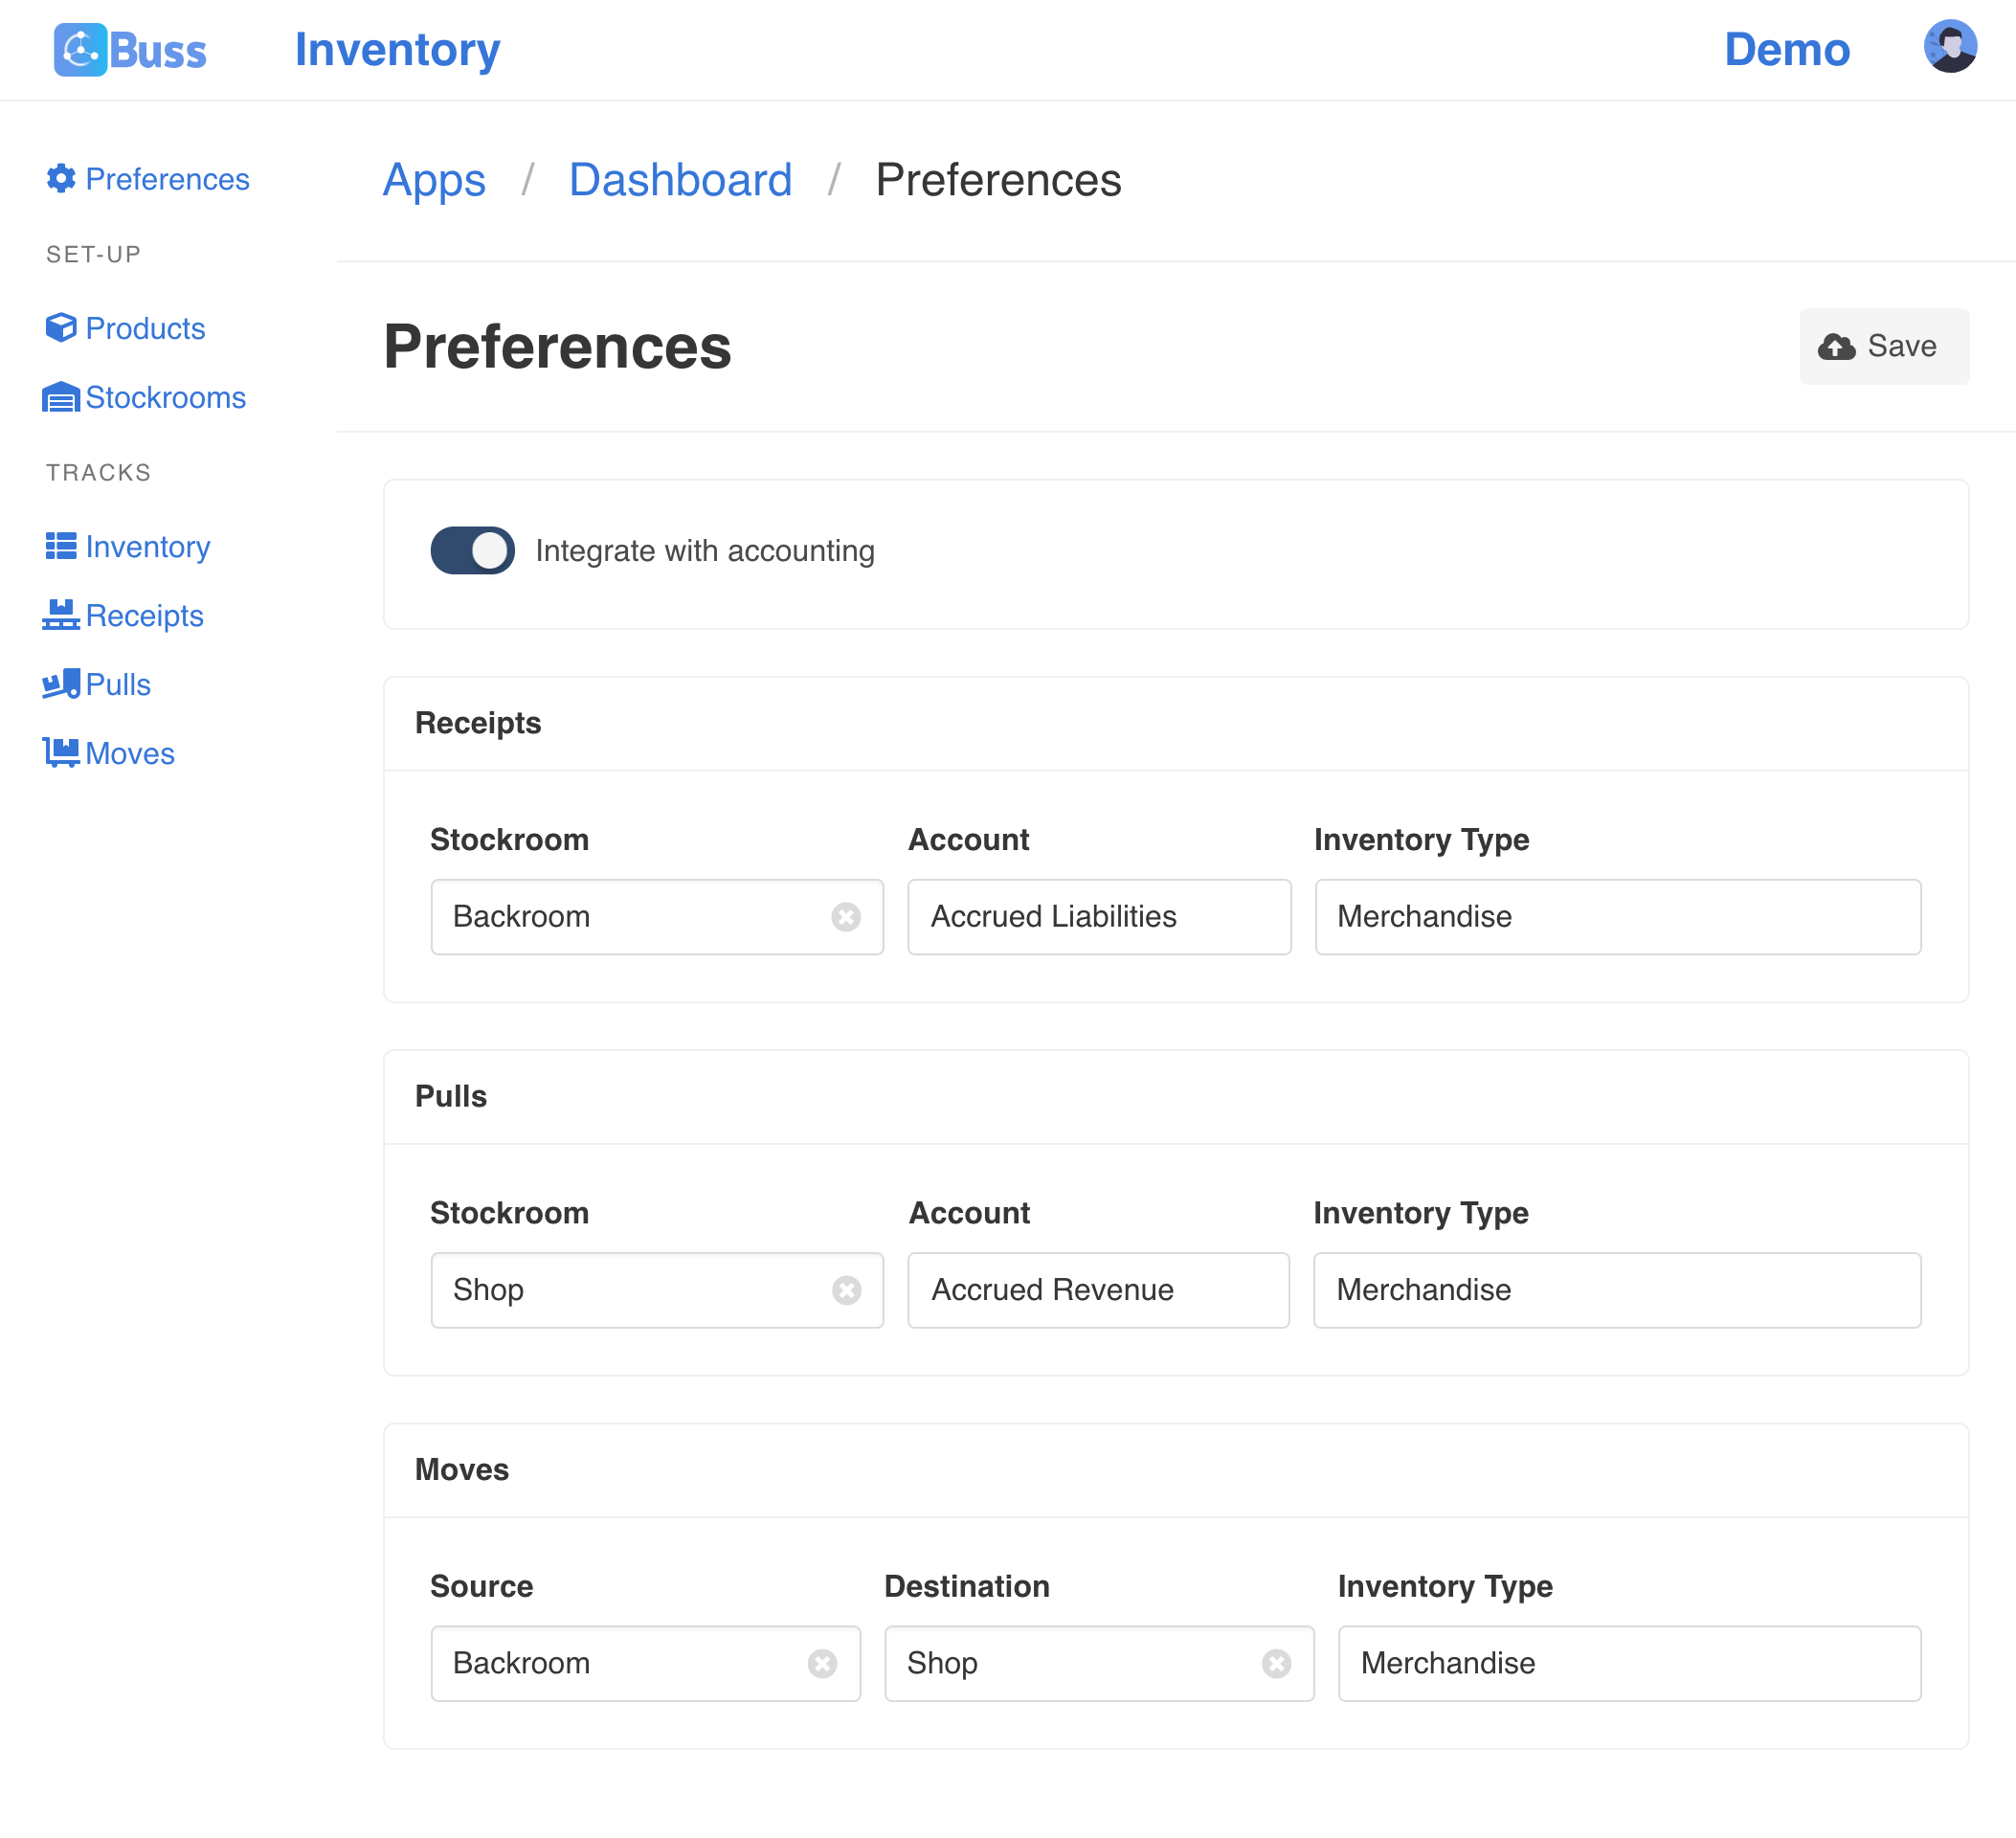 Buss Inventory Demo
Preferences
SET-UP
Products
Stockrooms
TRACKS
Inventory
Receipts
Pulls
Moves
Apps / Dashboard / Preferences
Preferences Save
Integrate with accounting
Receipts
Stockroom Account Inventory Type
Backroom Accrued Liabilities Merchandise
Pulls
Stockroom Account Inventory Type
Shop Accrued Revenue Merchandise
Moves
Source Destination Inventory Type
Backroom Shop Merchandise